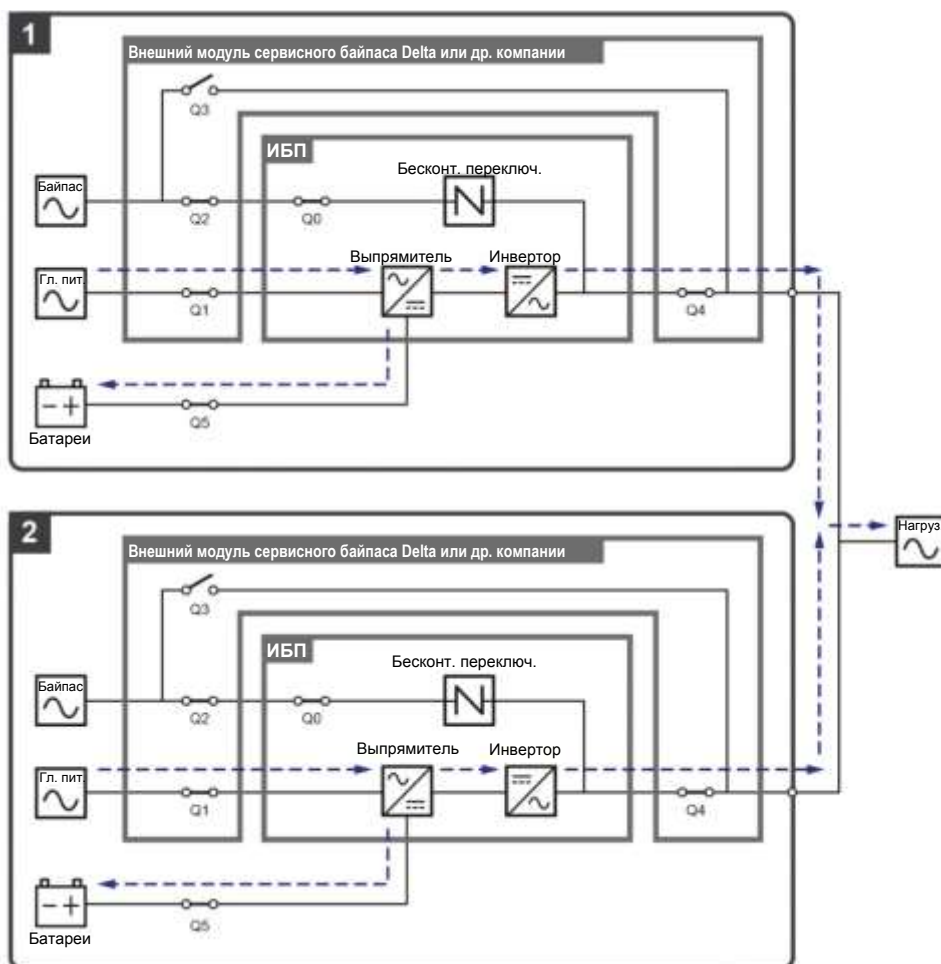 1
Внешний модуль сервисного байпаса Delta или др. компании
Q3
ИБП
Бесконт. переключ.
Байпас
Q2
Q0
Выпрямитель
Инвертор
Гл. пит.
Q1
Q4
Батареи
Q5
2
Внешний модуль сервисного байпаса Delta или др. компании
Нагруз
Q3
ИБП
Бесконт. переключ.
Байпас
Q2
Q0
Выпрямитель
Инвертор
Гл. пит.
Q1
Q4
Батареи
Q5